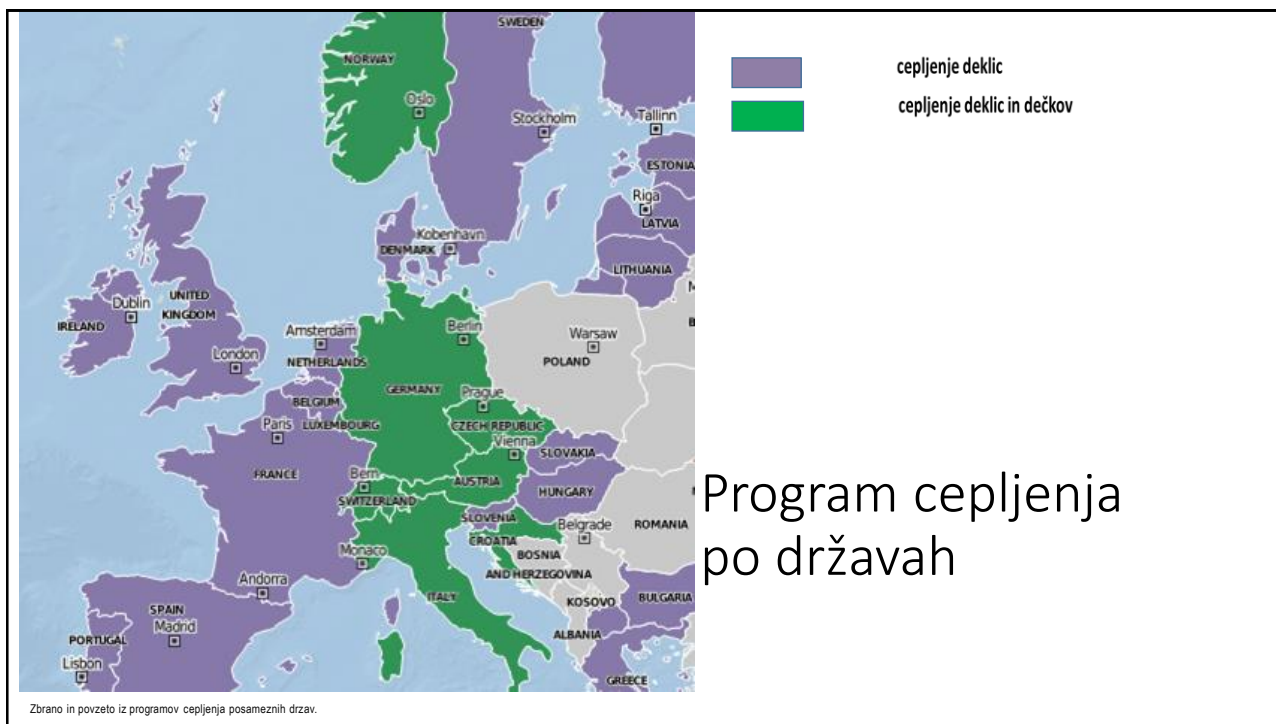 SWEDEN
NORWAY
Oslo
Stockholm
Tallinn
ESTONIA
Riga
LATVIA
Kobenhavn
DENMARK
LITHUANIA
UNITED
KINGDOM
Dublin
IRELAND
London
Amsterdam
NETHERLANDS
Berlin
Warsaw
POLAND
GERMANY
BELGIUM
Prague
Paris
LUXEMBOURG
CZECH REPUBLIC
Vienna
SLOVAKIA
FRANCE
Bern
AUSTRIA
HUNGARY
SWITZERLAND
SLOVENIA
Belgrade
ROMANIA
CROATIA
Monaco
BOSNIA
AND HERZEGOVINA
Andorra
ITALY
KOSOVO
BULGARIA
SPAIN
Madrid
PORTUGAL
ALBANIA
Lisbon
GREECE
cepljenje deklic
cepljenje deklic in dečkov
Program cepljenja
po državah
Zbrano in povzeto iz programov cepljenja posameznih drzav.